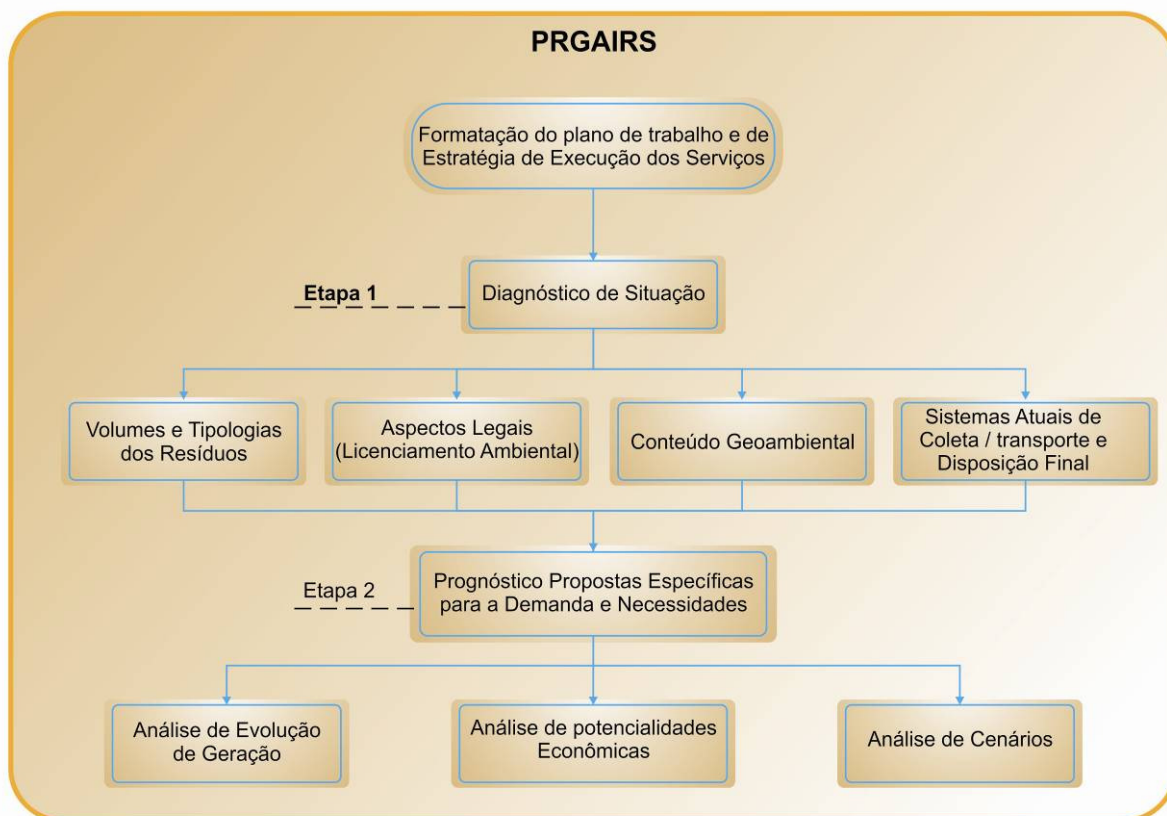 PRGAIRS
Formatação do plano de trabalho e de
Estratégia de Execução dos Serviços
Etapa 1
Diagnóstico de Situação
Volumes e Tipologias
dos Resíduos
Aspectos Legais
(Licenciamento Ambiental)
Conteúdo Geoambiental
Sistemas Atuais de
Coleta / transporte e
Disposição Final
Etapa 2
Prognóstico Propostas Específicas
para a Demanda e Necessidades
Análise de Evolução
de Geração
Análise de potencialidades
Econômicas
Análise de Cenários